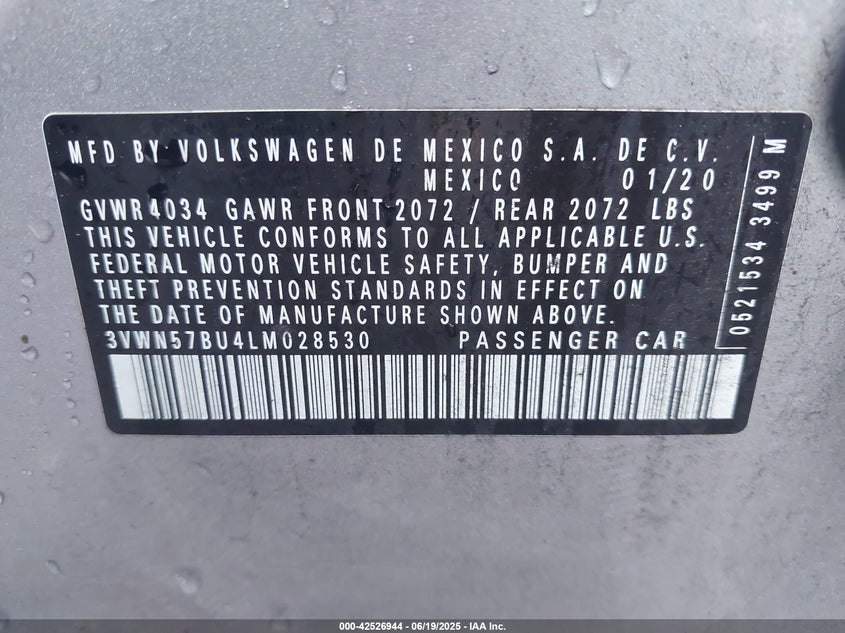 MFD BY VOLKSWAGEN DE MEXICO S.A. DE C.V.
MEXICO 01/20
GVWR4034 GAWR FRONT 2072 / REAR 2072 LBS
THIS VEHICLE CONFORMS TO ALL APPLICABLE U.S.
FEDERAL MOTOR VEHICLE SAFETY, BUMPER AND
THEFT PREVENTION STANDARDS IN EFFECT ON
THE DATE OF MANUFACTURE SHOWN ABOVE.
3VWN57BU4LM028530 PASSENGER CAR
0521534 3499 M
000-42526944 / 06/19/2025 - IAA Inc.